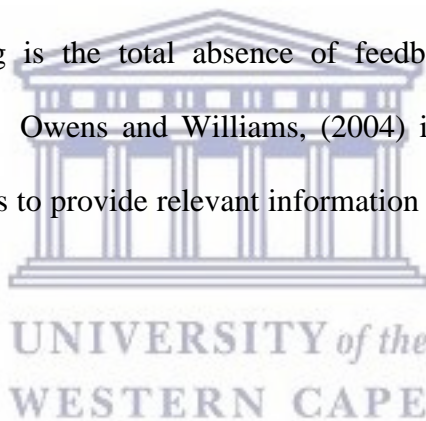 g is the total absence of feedb
Owens and Williams, (2004) i
s to provide relevant information
UNIVERSITY of the
WESTERN CAPE